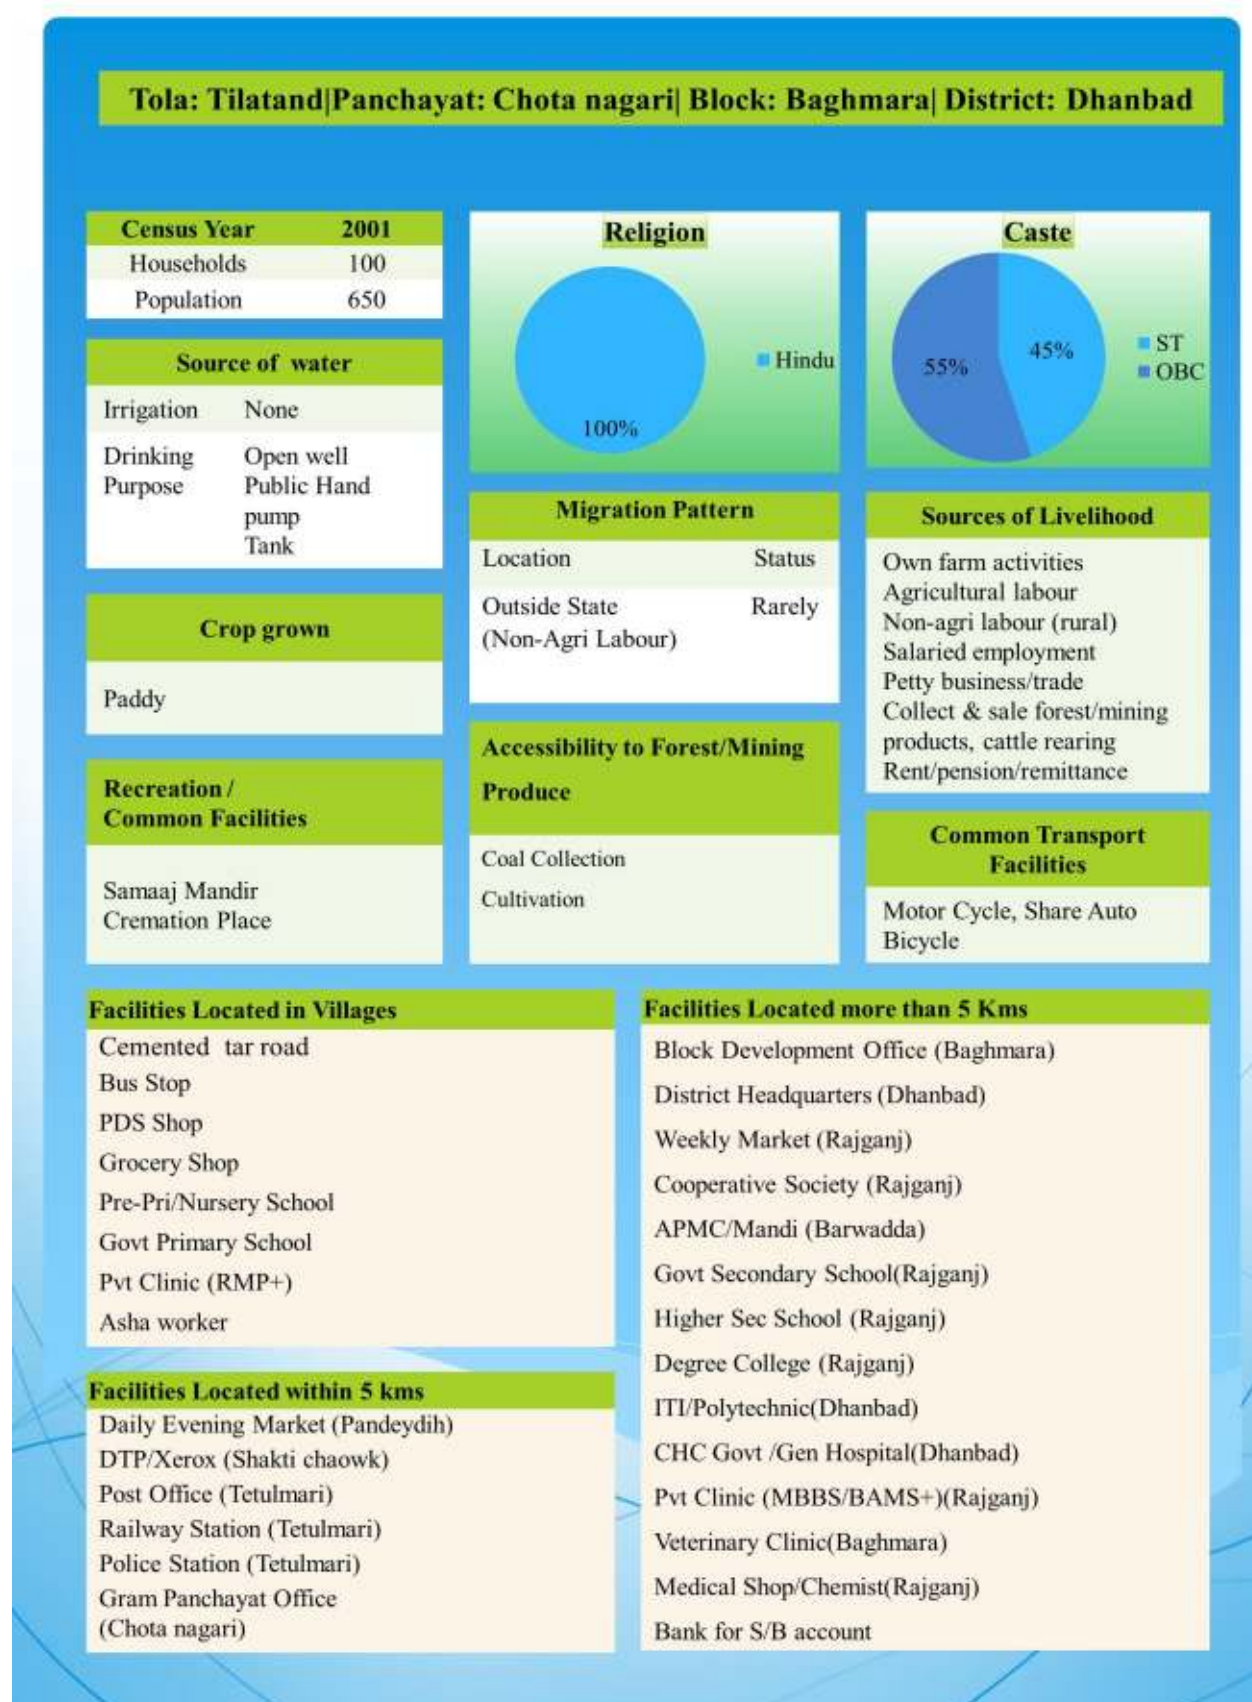 Tola: Tilatand|Panchayat: Chota nagari| Block: Baghmara| District: Dhanbad
Census Year 2001
Households 100
Population 650
Source of water
Irrigation None
Drinking Open well
Purpose Public Hand
pump
Tank
Crop grown
Paddy
Recreation /
Common Facilities
Samaaj Mandir
Cremation Place
Religion
Hindu
100%
Migration Pattern
Location Status
Outside State Rarely
(Non-Agri Labour)
Accessibility to Forest/Mining
Produce
Coal Collection
Cultivation
Caste
45%
55%
ST
OBC
Sources of Livelihood
Own farm activities
Agricultural labour
Non-agri labour (rural)
Salaried employment
Petty business/trade
Collect & sale forest/mining
products, cattle rearing
Rent/pension/remittance
Common Transport
Facilities
Motor Cycle, Share Auto
Bicycle
Facilities Located in Villages
Cemented tar road
Bus Stop
PDS Shop
Grocery Shop
Pre-Pri/Nursery School
Govt Primary School
Pvt Clinic (RMP+)
Asha worker
Facilities Located within 5 kms
Daily Evening Market (Pandeydih)
DTP/Xerox (Shakti chaowk)
Post Office (Tetulmari)
Railway Station (Tetulmari)
Police Station (Tetulmari)
Gram Panchayat Office
(Chota nagari)
Facilities Located more than 5 Kms
Block Development Office (Baghmara)
District Headquarters (Dhanbad)
Weekly Market (Rajganj)
Cooperative Society (Rajganj)
APMC/Mandi (Barwadda)
Govt Secondary School(Rajganj)
Higher Sec School (Rajganj)
Degree College (Rajganj)
ITI/Polytechnic(Dhanbad)
CHC Govt /Gen Hospital(Dhanbad)
Pvt Clinic (MBBS/BAMS+)(Rajganj)
Veterinary Clinic(Baghmara)
Medical Shop/Chemist(Rajganj)
Bank for S/B account